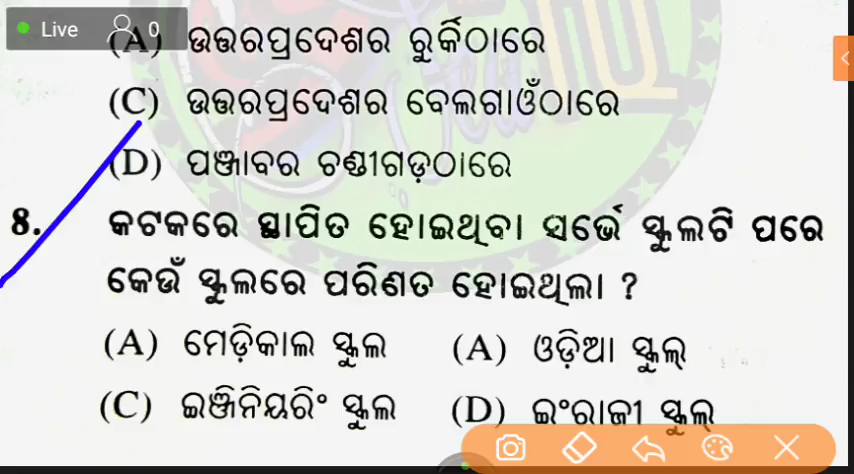 Live 0
(A) ଉତ୍ତରପ୍ରଦେଶର ରୁର୍କିଠାରେ
(C) ଉତ୍ତରପ୍ରଦେଶର ବେଲଗାଓଁଠାରେ
(D) ପଞ୍ଜାବର ଚଣ୍ଡୀଗଡ଼ଠାରେ
8. କଟକରେ ସ୍ଥାପିତ ହୋଇଥିବା ସର୍ଭେ ସ୍କୁଲଟି ପରେ
କେଉଁ ସ୍କୁଲରେ ପରିଣତ ହୋଇଥିଲା ?
(A) ମେଡ଼ିକାଲ ସ୍କୁଲ (A) ଓଡ଼ିଆ ସ୍କୁଲ୍
(C) ଇଞ୍ଜିନିୟରିଂ ସ୍କୁଲ (D) ଇଂରାଜୀ ସ୍କୁଲ୍